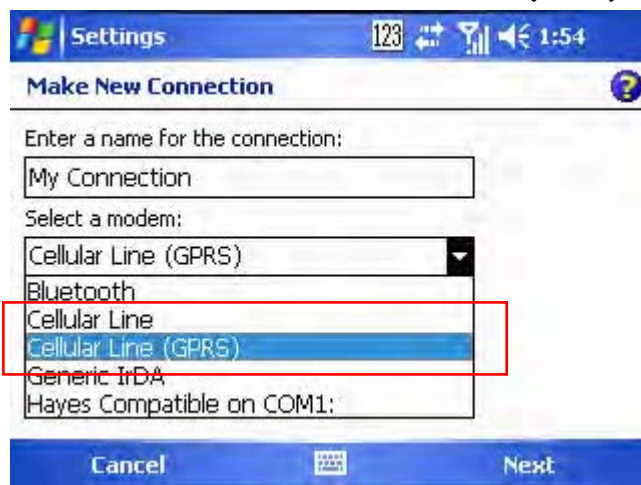 Settings 123 1:54
Make New Connection ?
Enter a name for the connection:
My Connection
Select a modem:
Cellular Line (GPRS)
Bluetooth
Cellular Line
Cellular Line (GPRS)
Generic IrDA
Hayes Compatible on COM1:
Cancel Next